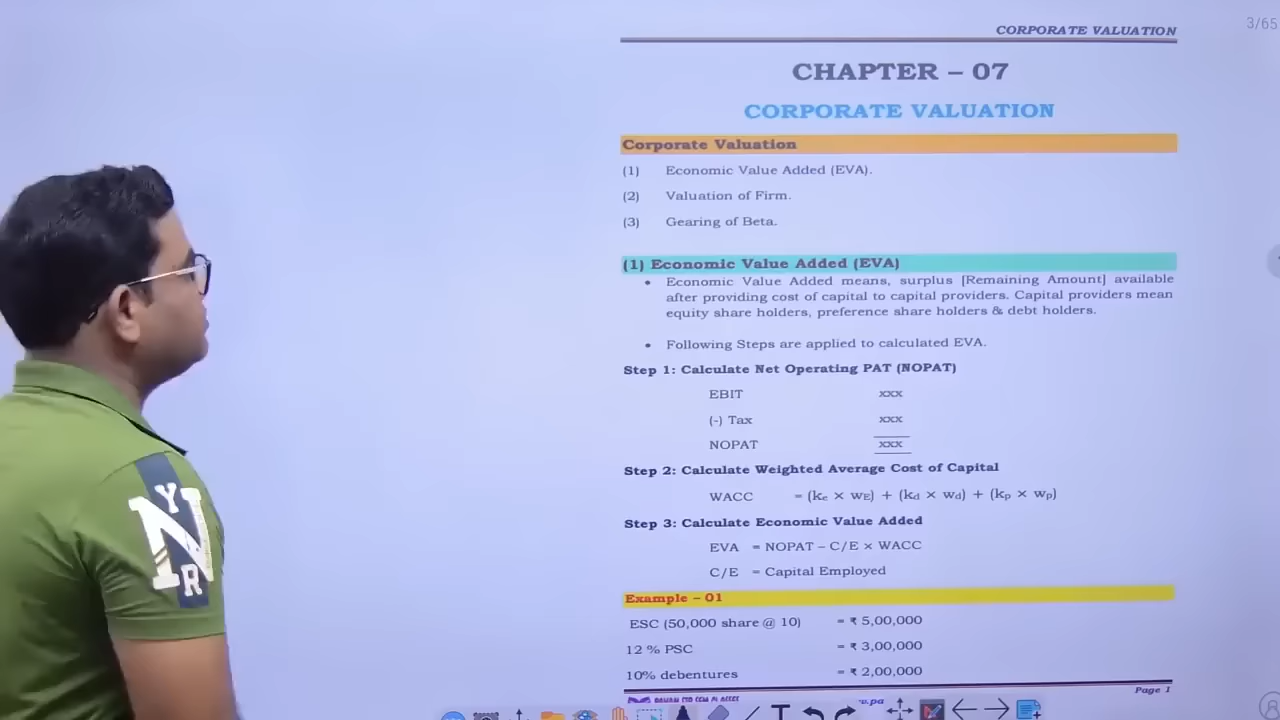 CORPORATE VALUATION
3/65
CHAPTER – 07
CORPORATE VALUATION
Corporate Valuation
(1) Economic Value Added (EVA).
(2) Valuation of Firm.
(3) Gearing of Beta.
(1) Economic Value Added (EVA)
• Economic Value Added means, surplus [Remaining Amount] available
after providing cost of capital to capital providers. Capital providers mean
equity share holders, preference share holders & debt holders.
• Following Steps are applied to calculated EVA.
Step 1: Calculate Net Operating PAT (NOPAT)
EBIT xxx
(-) Tax xxx
NOPAT xxx
Step 2: Calculate Weighted Average Cost of Capital
WACC = (ke × wE) + (kd × wd) + (kp × wp)
Step 3: Calculate Economic Value Added
EVA = NOPAT – C/E × WACC
C/E = Capital Employed
Example – 01
ESC (50,000 share @ 10) = ₹ 5,00,000
12 % PSC = ₹ 3,00,000
10% debentures = ₹ 2,00,000
Page 1
NY
R